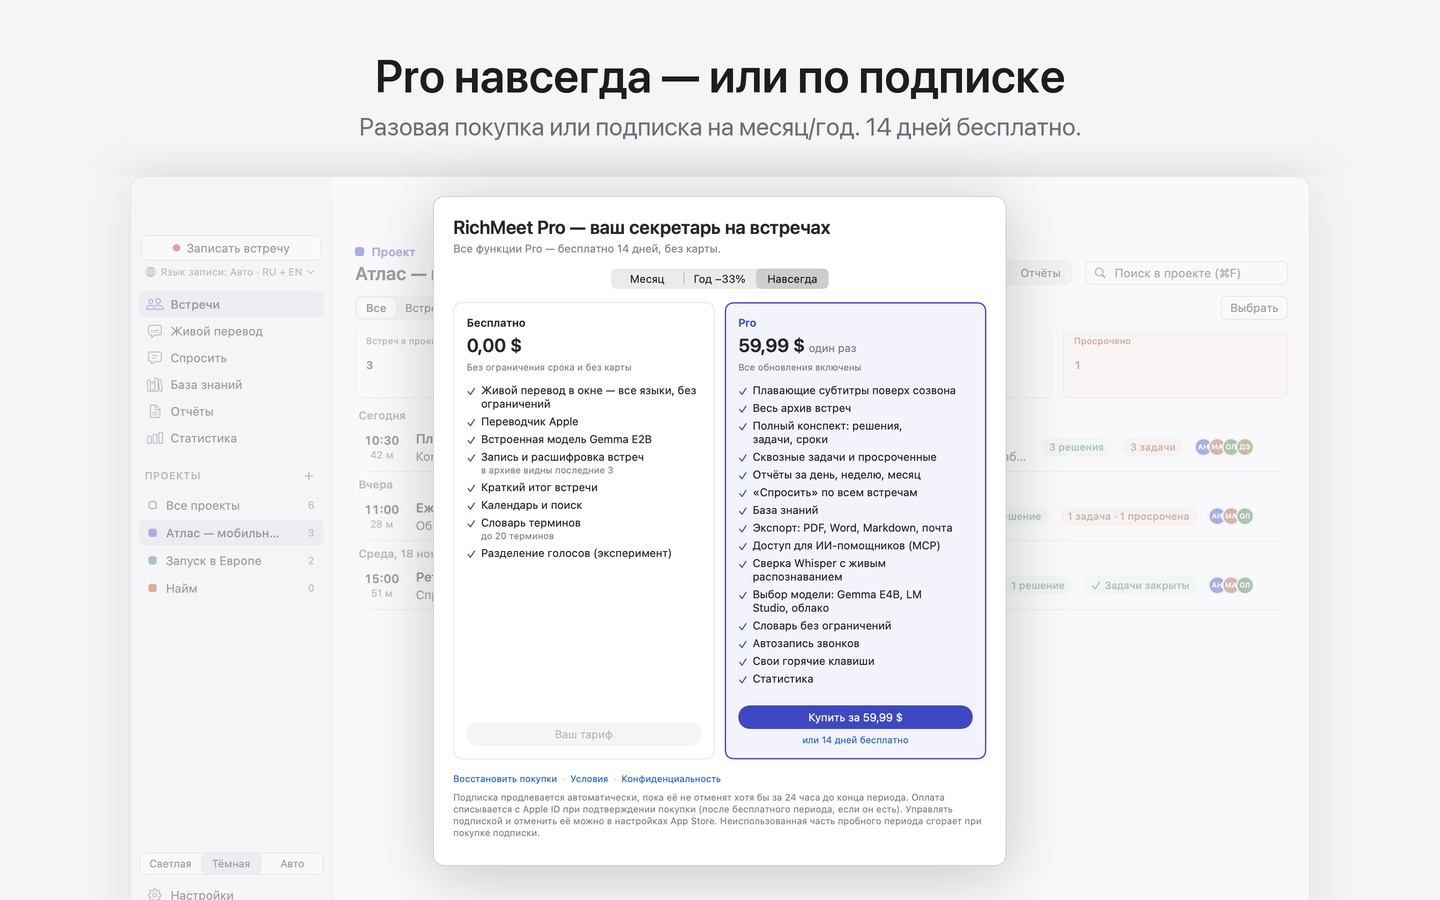 Pro навсегда — или по подписке
Разовая покупка или подписка на месяц/год. 14 дней бесплатно.
Записать встречу
Язык записи: Авто · RU + EN
Встречи
Живой перевод
Спросить
База знаний
Отчёты
Статистика
ПРОЕКТЫ +
Все проекты 6
Атлас — мобильн... 3
Запуск в Европе 2
Найм 1
Светлая Тёмная Авто
Настройки
Проект
Атлас —
Отчёты
Поиск в проекте (⌘F)
Все
Выбрать
3
Просрочено
1
Сегодня
10:30
42 м
3 решения 3 задачи
Вчера
11:00
28 м
1 задача · 1 просрочена
15:00
51 м
1 решение ✓ Задачи закрыты
RichMeet Pro — ваш секретарь на встречах
Все функции Pro — бесплатно 14 дней, без карты.
Месяц Год −33% Навсегда
Бесплатно
0,00 $
Без ограничения срока и без карты
✓ Живой перевод в окне — все языки, без
ограничений
✓ Переводчик Apple
✓ Встроенная модель Gemma E2B
✓ Запись и расшифровка встреч
в архиве видны последние 3
✓ Краткий итог встречи
✓ Календарь и поиск
✓ Словарь терминов
до 20 терминов
✓ Разделение голосов (эксперимент)
Ваш тариф
Pro
59,99 $ один раз
Все обновления включены
✓ Плавающие субтитры поверх созвона
✓ Весь архив встреч
✓ Полный конспект: решения,
задачи, сроки
✓ Сквозные задачи и просроченные
✓ Отчёты за день, неделю, месяц
✓ «Спросить» по всем встречам
✓ База знаний
✓ Экспорт: PDF, Word, Markdown, почта
✓ Доступ для ИИ-помощников (MCP)
✓ Сверка Whisper с живым
распознаванием
✓ Выбор модели: Gemma E4B, LM
Studio, облако
✓ Словарь без ограничений
✓ Автозапись звонков
✓ Свои горячие клавиши
✓ Статистика
Купить за 59,99 $
или 14 дней бесплатно
Восстановить покупки · Условия · Конфиденциальность
Подписка продлевается автоматически, пока её не отменят хотя бы за 24 часа до конца периода. Оплата
списывается с Apple ID при подтверждении покупки (после бесплатного периода, если он есть). Управлять
подпиской и отменить её можно в настройках App Store. Неиспользованная часть пробного периода сгорает при
покупке подписки.